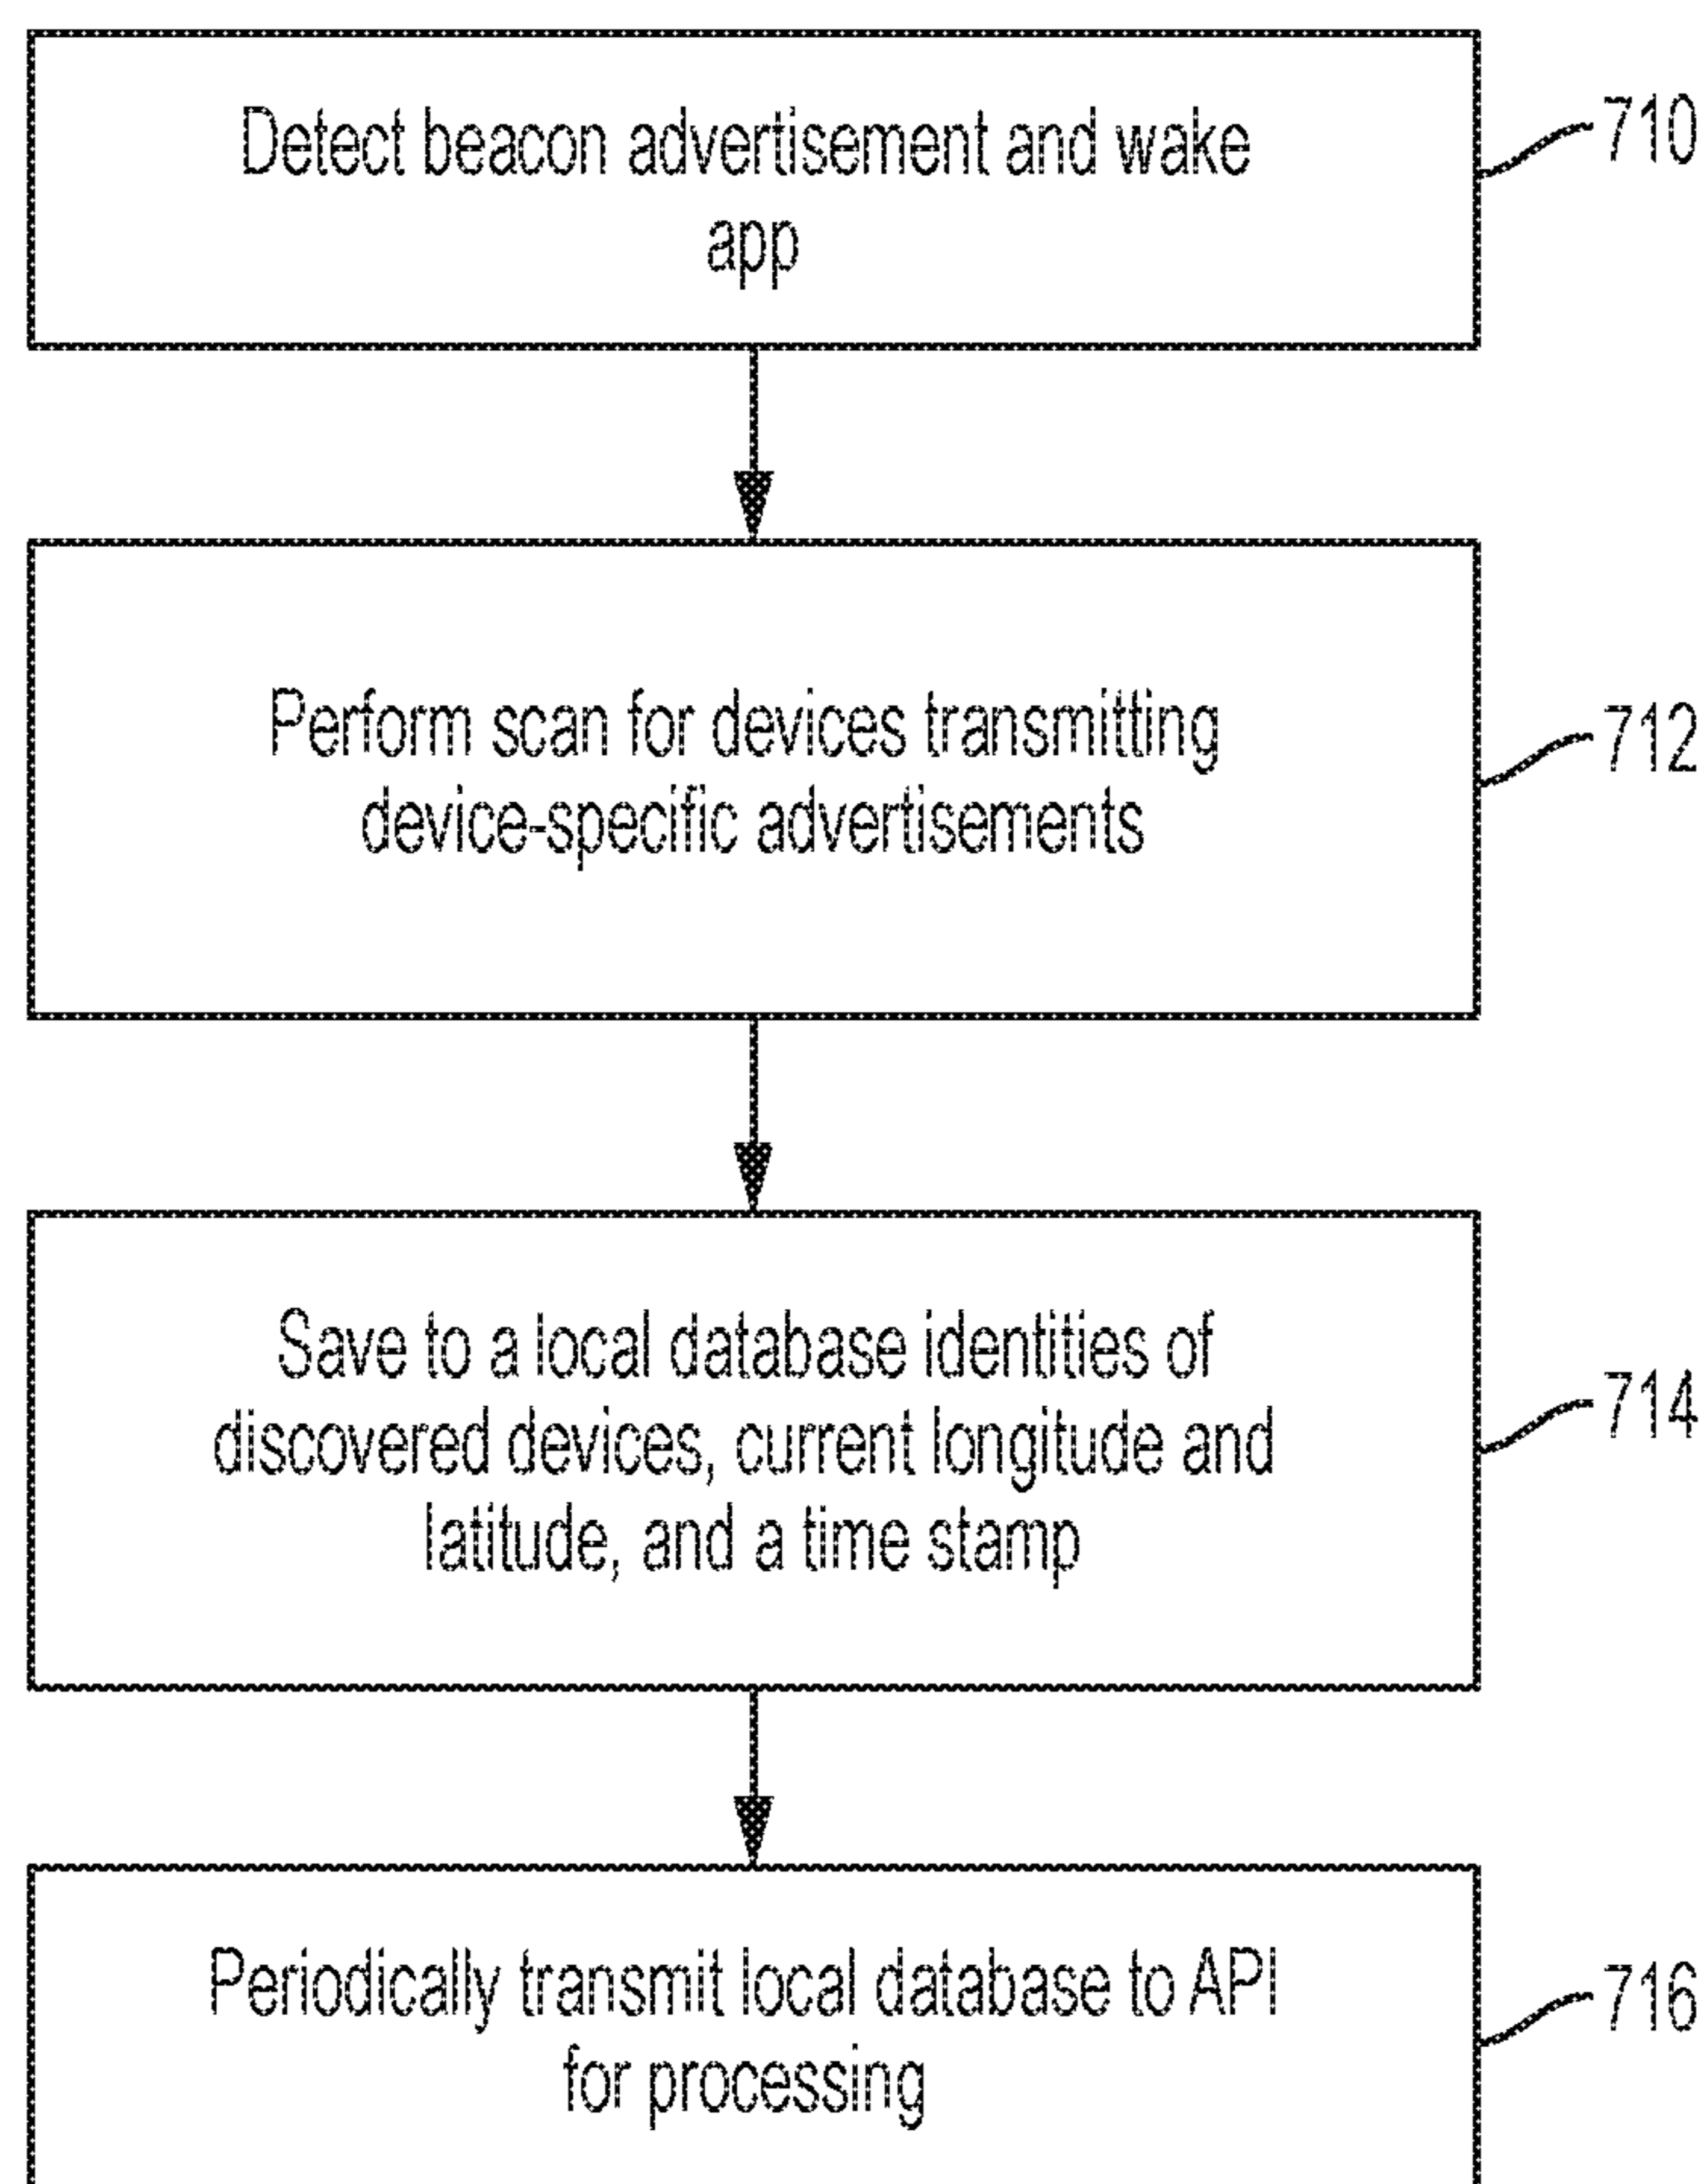 Detect beacon advertisement and wake
app
710
Perform scan for devices transmitting
device-specific advertisements
712
Save to a local database identities of
discovered devices, current longitude and
latitude, and a time stamp
714
Periodically transmit local database to API
for processing
716